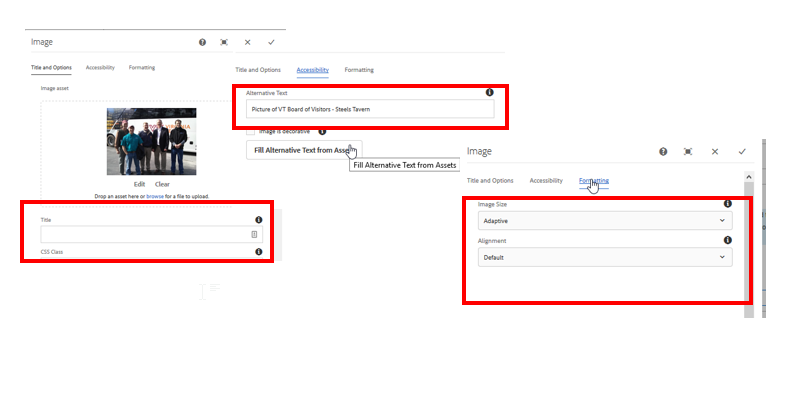 Image
Title and Options Accessibility Formatting
Image asset
Edit Clear
Drop an asset here or browse for a file to upload.
Title
CSS Class
Title and Options Accessibility Formatting
Alternative Text
Picture of VT Board of Visitors - Steels Tavern
Image is decorative
Fill Alternative Text from Assets
Fill Alternative Text from Assets
Image
Title and Options Accessibility Formatting
Image Size
Adaptive
Alignment
Default